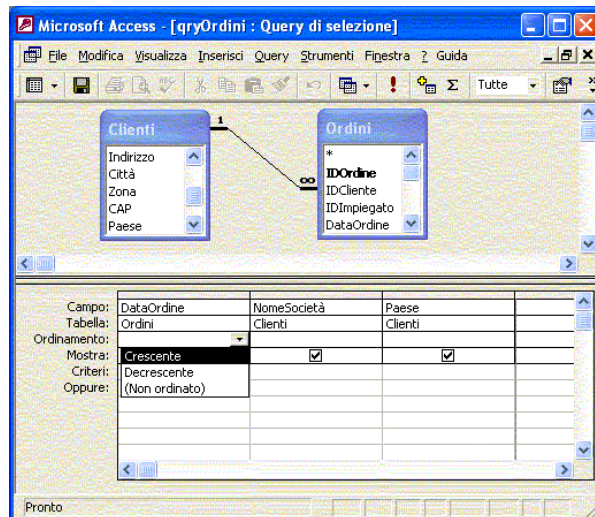 Microsoft Access - [qryOrdini : Query di selezione]
File Modifica Visualizza Inserisci Query Strumenti Finestra ? Guida
Σ Tutte
Clienti
Indirizzo
Città
Zona
CAP
Paese
1
∞
Ordini
*
IDOrdine
IDCliente
IDImpiegato
DataOrdine
Campo: DataOrdine NomeSocietà Paese
Tabella: Ordini Clienti Clienti
Ordinamento:
Mostra: Crescente
Criteri: Decrescente
Oppure: (Non ordinato)
Pronto